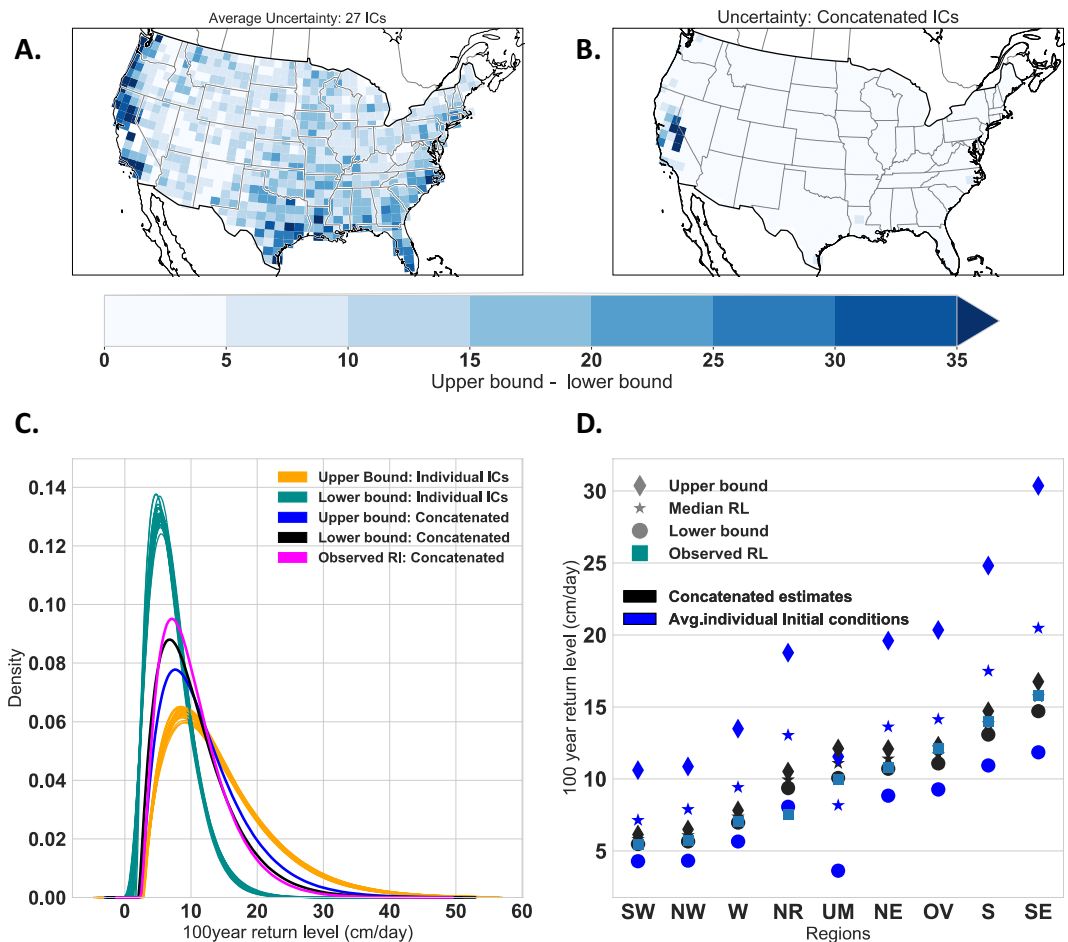 A.
Average Uncertainty: 27 ICs
B.
Uncertainty: Concatenated ICs
0 5 10 15 20 25 30 35
Upper bound - lower bound
C.
0.14
0.12
0.10
0.08
0.06
0.04
0.02
0.00
Density
Upper Bound: Individual ICs
Lower bound: Individual ICs
Upper bound: Concatenated
Lower bound: Concatenated
Observed Rl: Concatenated
0 10 20 30 40 50 60
100year return level (cm/day)
D.
30
25
20
15
10
5
100 year return level (cm/day)
Upper bound
Median RL
Lower bound
Observed RL
Concatenated estimates
Avg.individual Initial conditions
SW NW W NR UM NE OV S SE
Regions